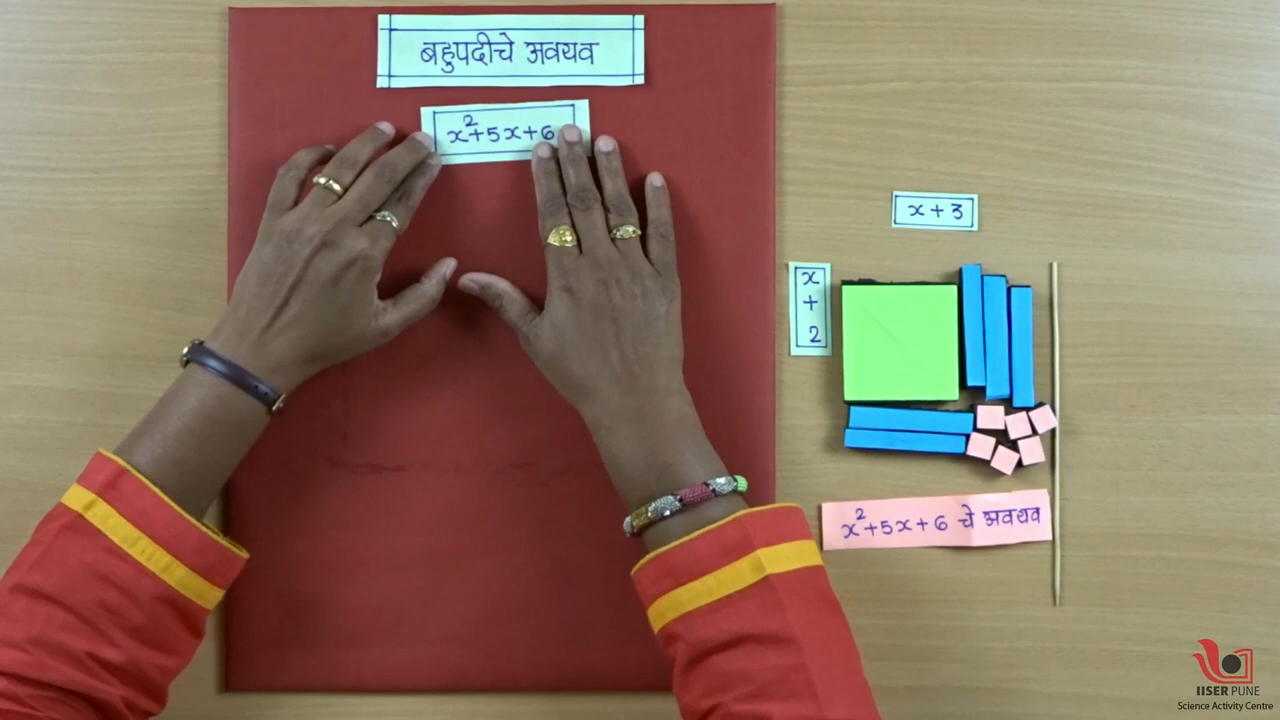 बहुपदीचे अवयव
x²+5x+6
x + 3
x
+
2
x²+5x+6 चे अवयव
IISER PUNE
Science Activity Centre